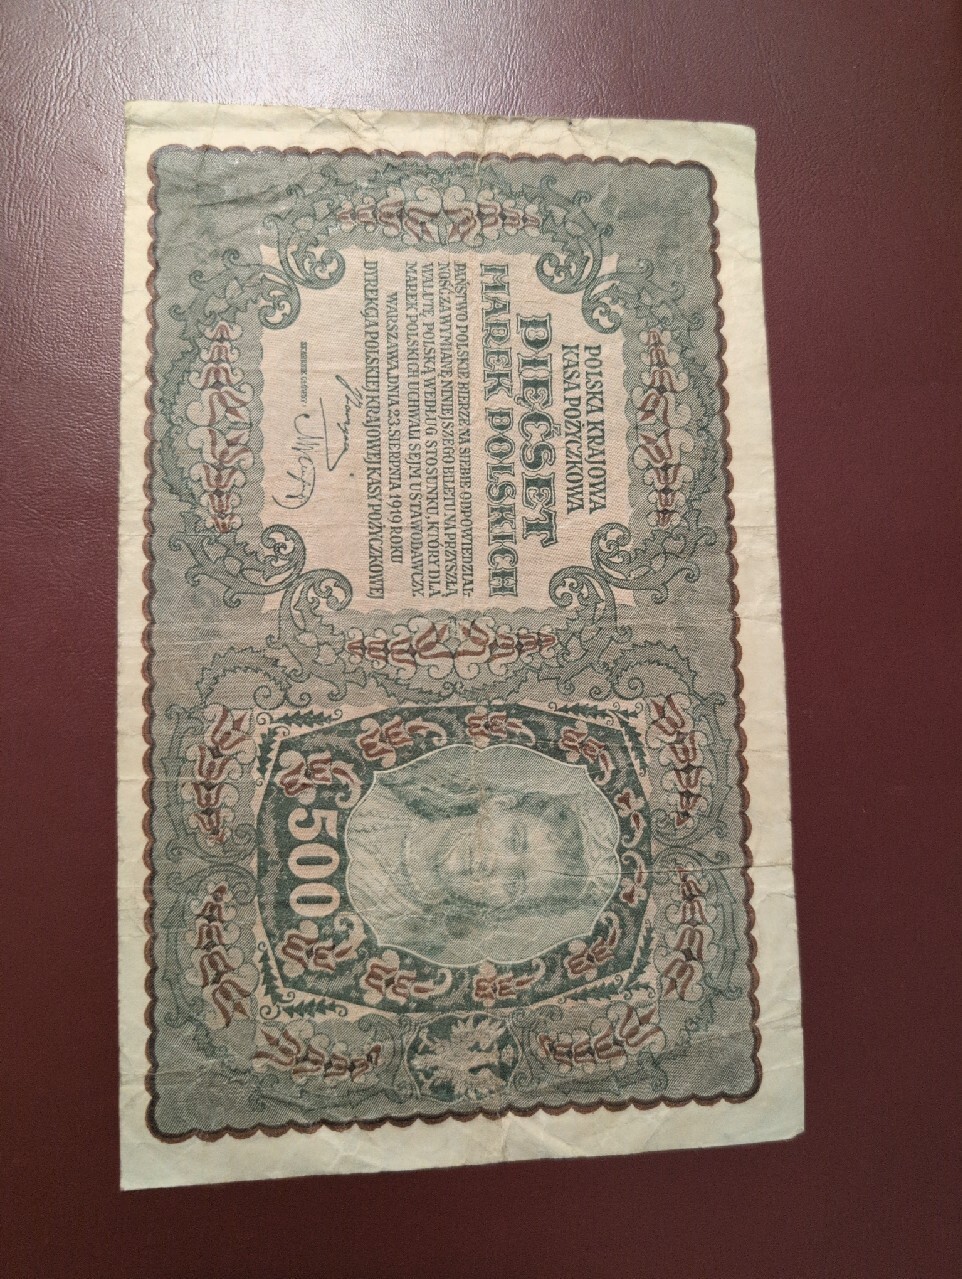 POLSKA KRAJOWA
KASA POŻYCZKOWA
PIĘĆSET
MAREK POLSKICH
PAŃSTWO POLSKIE BIERZE NA SIEBIE ODPOWIEDZIAL-
NOŚĆ ZA WYMIANĘ NINIEJSZEGO BILETU NA PRZYSZŁĄ
WALUTĘ POLSKĄ WEDŁUG STOSUNKU, KTÓRY DLA
MAREK POLSKICH UCHWALI SEJM USTAWODAWCZY
WARSZAWA, DNIA 23. SIERPNIA 1919 ROKU
DYREKCJA POLSKIEJ KRAJOWEJ KASY POŻYCZKOWEJ
500